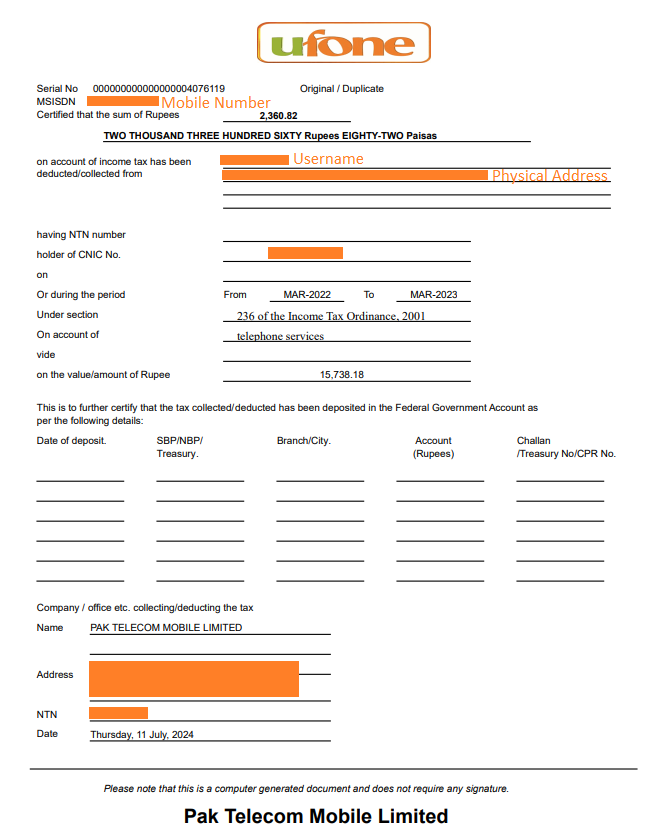 ufone
Serial No 000000000000000004076119 Original / Duplicate
MSISDN Mobile Number
Certified that the sum of Rupees 2,360.82
TWO THOUSAND THREE HUNDRED SIXTY Rupees EIGHTY-TWO Paisas
on account of income tax has been Username
deducted/collected from Physical Address
having NTN number
holder of CNIC No.
on
Or during the period From MAR-2022 To MAR-2023
Under section 236 of the Income Tax Ordinance, 2001
On account of telephone services
vide
on the value/amount of Rupee 15,738.18
This is to further certify that the tax collected/deducted has been deposited in the Federal Government Account as
per the following details:
Date of deposit. SBP/NBP/ Branch/City. Account Challan
Treasury. (Rupees) /Treasury No/CPR No.
Company / office etc. collecting/deducting the tax
Name PAK TELECOM MOBILE LIMITED
Address
NTN
Date Thursday, 11 July, 2024
Please note that this is a computer generated document and does not require any signature.
Pak Telecom Mobile Limited